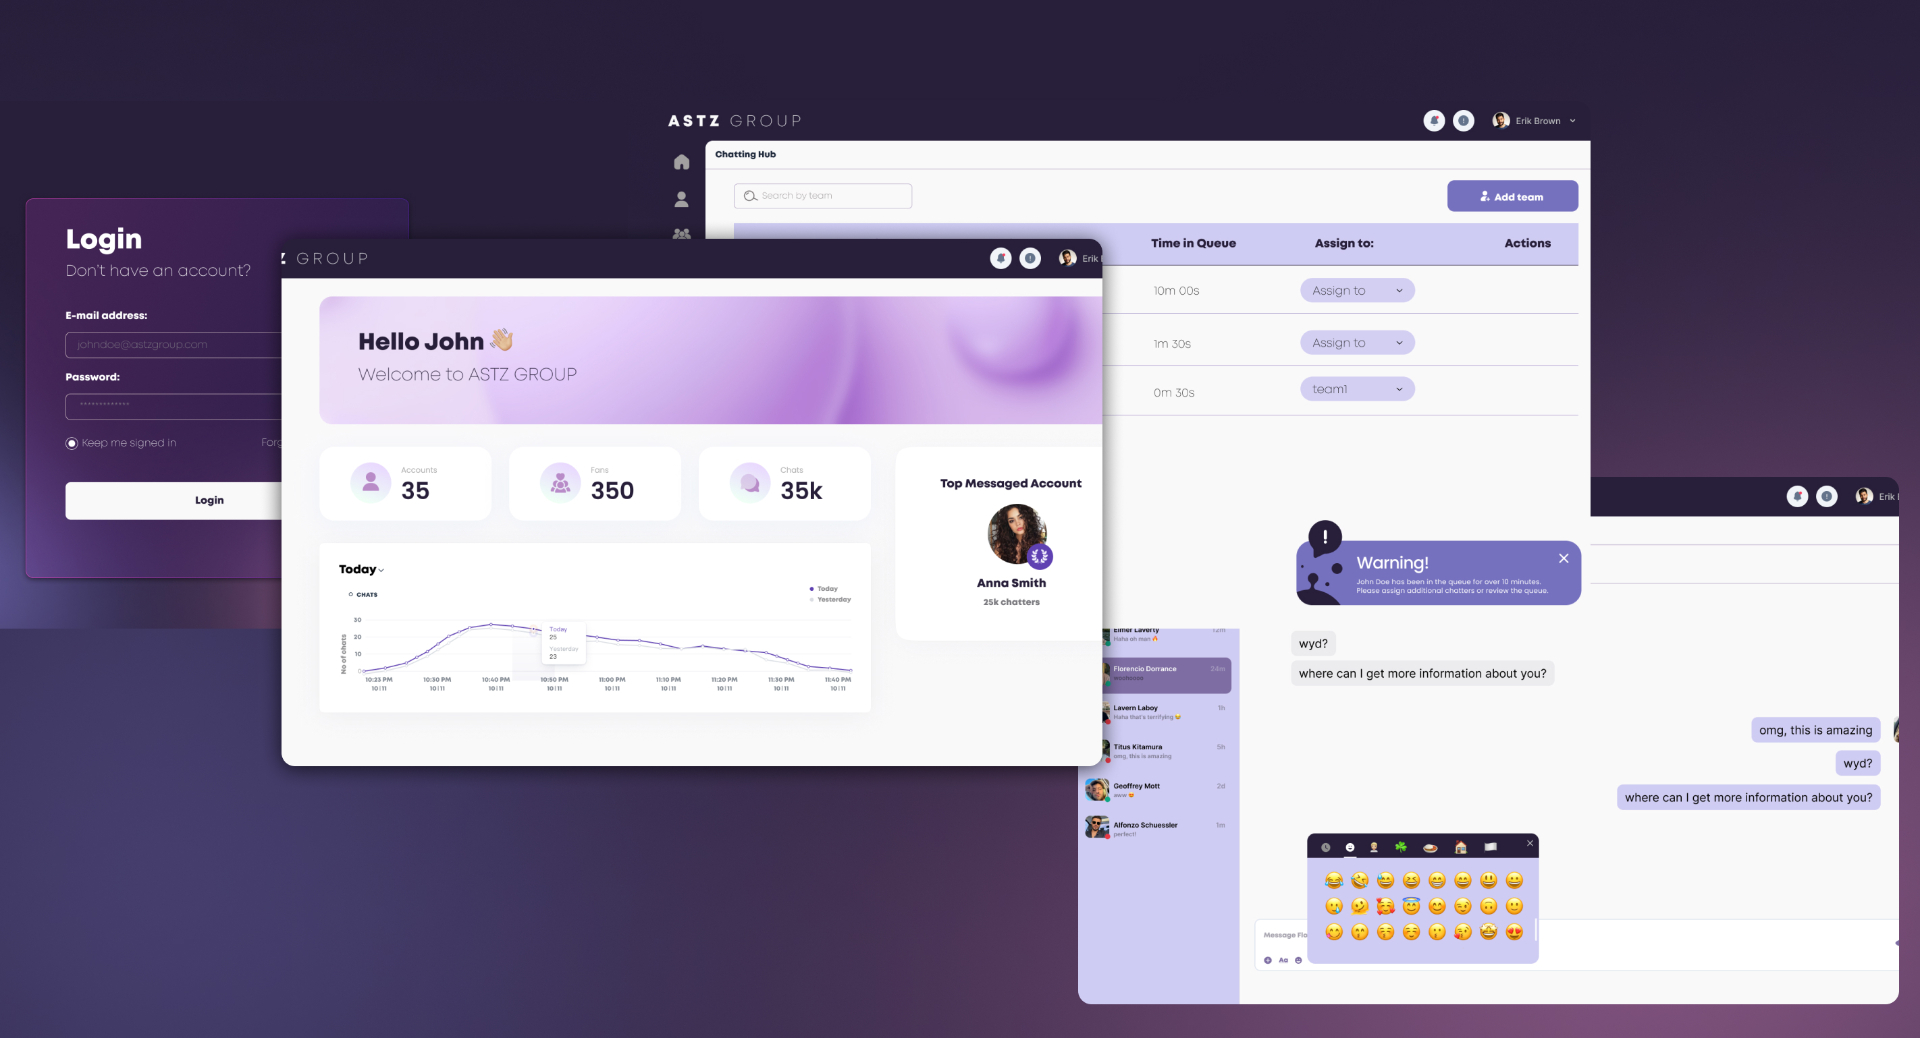 ASTZ GROUP
Erik Brown
Chatting Hub
Search by team
Add team
Time in Queue
Assign to:
Actions
10m 00s
Assign to
1m 30s
Assign to
0m 30s
team1
Login
Don't have an account?
E-mail address:
johndoe@astzgroup.com
Password:
*************
Keep me signed in
Forg
Login
Z GROUP
Erik
Hello John 👋
Welcome to ASTZ GROUP
Accounts
35
Fans
350
Chats
35k
Top Messaged Account
Anna Smith
25k chatters
Today
CHATS
Today
Yesterday
No of chats
30
20
10
0
Today
25
Yesterday
23
10:23 PM
10|11
10:30 PM
10|11
10:40 PM
10|11
10:50 PM
10|11
11:00 PM
10|11
11:10 PM
10|11
11:20 PM
10|11
11:30 PM
10|11
11:40 PM
10|11
Erik
!
Warning!
John Doe has been in the queue for over 10 minutes.
Please assign additional chatters or review the queue.
Elmer Laverty
12m
Haha oh man 🔥
Florencio Dorrance
24m
woohoooo
Lavern Laboy
1h
Haha that's terrifying 😂
Titus Kitamura
5h
omg, this is amazing
Geoffrey Mott
2d
aww 😍
Alfonzo Schuessler
1m
perfect!
wyd?
where can I get more information about you?
omg, this is amazing
wyd?
where can I get more information about you?
Message Flo
Aa